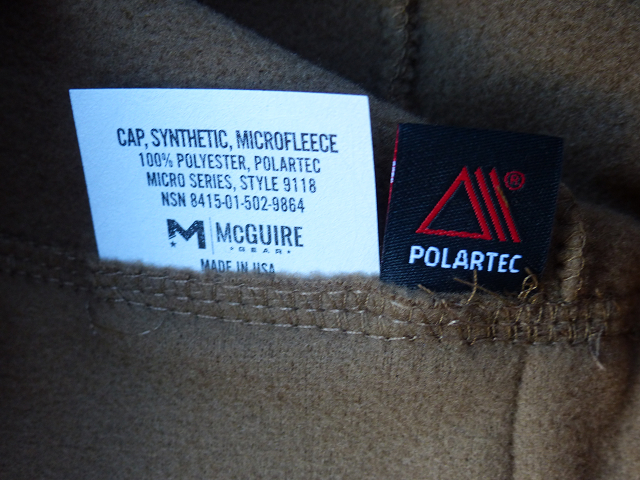 CAP, SYNTHETIC, MICROFLEECE
100% POLYESTER, POLARTEC
MICRO SERIES, STYLE 9118
NSN 8415-01-502-9864
M MCGUIRE
GEAR
MADE IN USA
®
POLARTEC